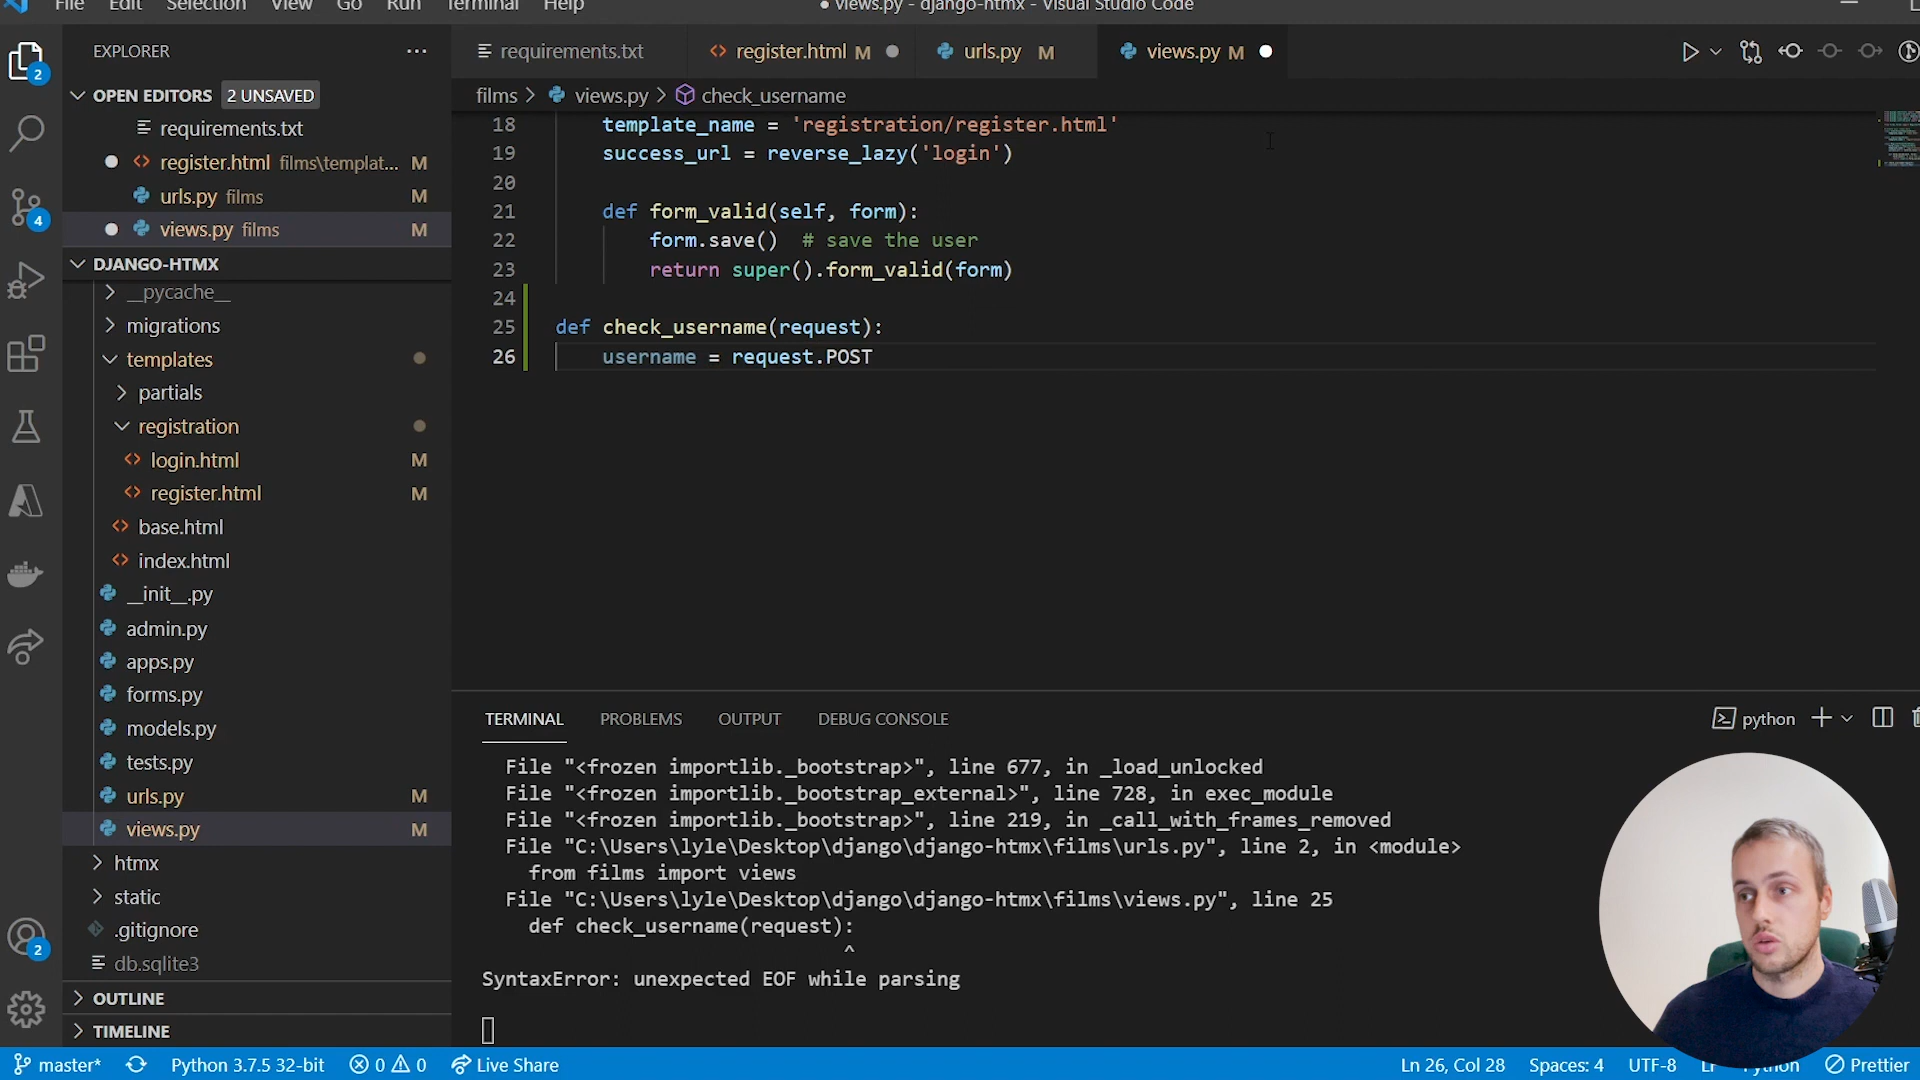 File Edit Selection View Go Run Terminal Help
● views.py - django-htmx - Visual Studio Code
EXPLORER
requirements.txt
register.html M
urls.py M
views.py M
OPEN EDITORS 2 UNSAVED
requirements.txt
register.html films\templat... M
urls.py films M
views.py films M
DJANGO-HTMX
__pycache__
migrations
templates
partials
registration
login.html M
register.html M
base.html
index.html
__init__.py
admin.py
apps.py
forms.py
models.py
tests.py
urls.py M
views.py M
htmx
static
.gitignore
db.sqlite3
OUTLINE
TIMELINE
2
4
2
films > views.py > check_username
18 template_name = 'registration/register.html'
19 success_url = reverse_lazy('login')
20
21 def form_valid(self, form):
22 form.save()  # save the user
23 return super().form_valid(form)
24
25 def check_username(request):
26 username = request.POST
TERMINAL PROBLEMS OUTPUT DEBUG CONSOLE
python
File "<frozen importlib._bootstrap>", line 677, in _load_unlocked
File "<frozen importlib._bootstrap_external>", line 728, in exec_module
File "<frozen importlib._bootstrap>", line 219, in _call_with_frames_removed
File "C:\Users\lyle\Desktop\django\django-htmx\films\urls.py", line 2, in <module>
from films import views
File "C:\Users\lyle\Desktop\django\django-htmx\films\views.py", line 25
def check_username(request):
^
SyntaxError: unexpected EOF while parsing
master* Python 3.7.5 32-bit 0 0 Live Share
Ln 26, Col 28 Spaces: 4 UTF-8 Python Prettier